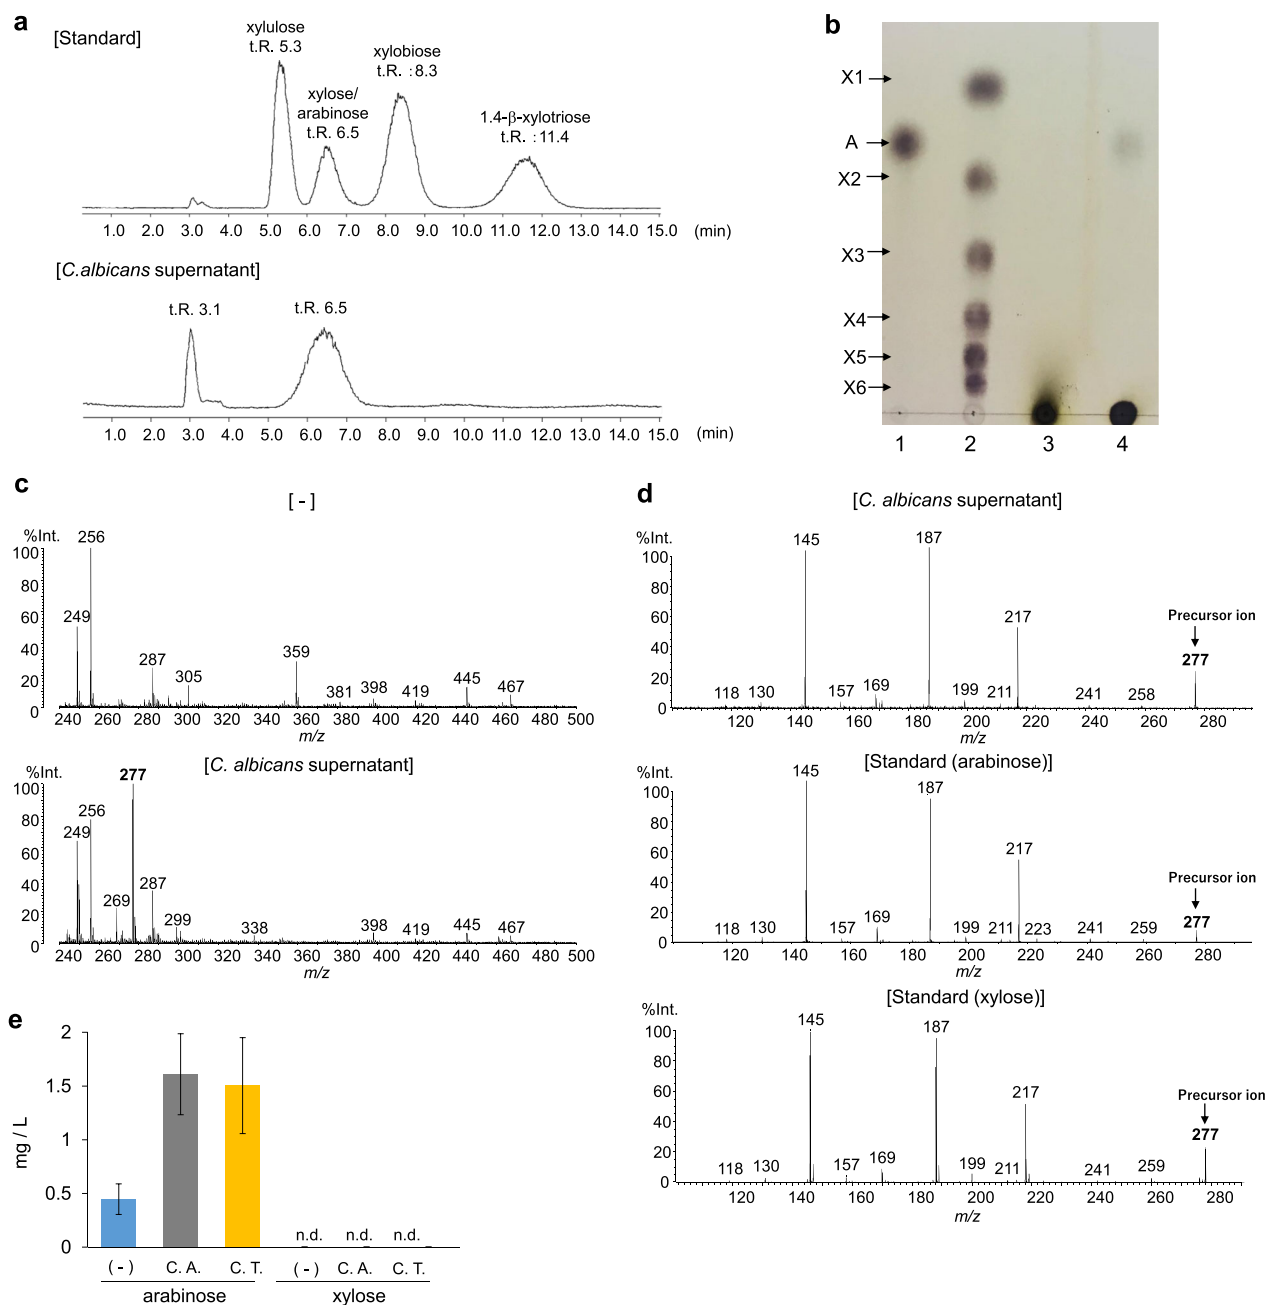 a
[Standard]
xylulose
t.R. 5.3
xylose/
arabinose
t.R. 6.5
xylobiose
t.R. :8.3
1.4-β-xylotriose
t.R. :11.4
1.0 2.0 3.0 4.0 5.0 6.0 7.0 8.0 9.0 10.0 11.0 12.0 13.0 14.0 15.0 (min)
[C.albicans supernatant]
t.R. 3.1
t.R. 6.5
1.0 2.0 3.0 4.0 5.0 6.0 7.0 8.0 9.0 10.0 11.0 12.0 13.0 14.0 15.0 (min)
b
X1
A
X2
X3
X4
X5
X6
1 2 3 4
c
[ - ]
%Int.
100
80
60
40
20
0
256
249
287
305
359
381
398
419
445
467
240 260 280 300 320 340 360 380 400 420 440 460 480 500
m/z
[C. albicans supernatant]
%Int.
100
80
60
40
20
0
277
256
249
269
287
299
338
398
419
445
467
240 260 280 300 320 340 360 380 400 420 440 460 480 500
m/z
d
[C. albicans supernatant]
%Int.
100
80
60
40
20
0
118
130
145
157
169
187
199
211
217
241
258
Precursor ion
277
120 140 160 180 200 220 240 260 280
m/z
[Standard (arabinose)]
%Int.
100
80
60
40
20
0
118
130
145
157
169
187
199
211
217
223
241
259
Precursor ion
277
120 140 160 180 200 220 240 260 280
m/z
[Standard (xylose)]
%Int.
100
80
60
40
20
0
118
130
145
157
169
187
199
211
217
241
259
Precursor ion
277
120 140 160 180 200 220 240 260 280
m/z
e
mg / L
2
1.5
1
0.5
0
n.d. n.d. n.d.
( - ) C. A. C. T. ( - ) C. A. C. T.
arabinose xylose